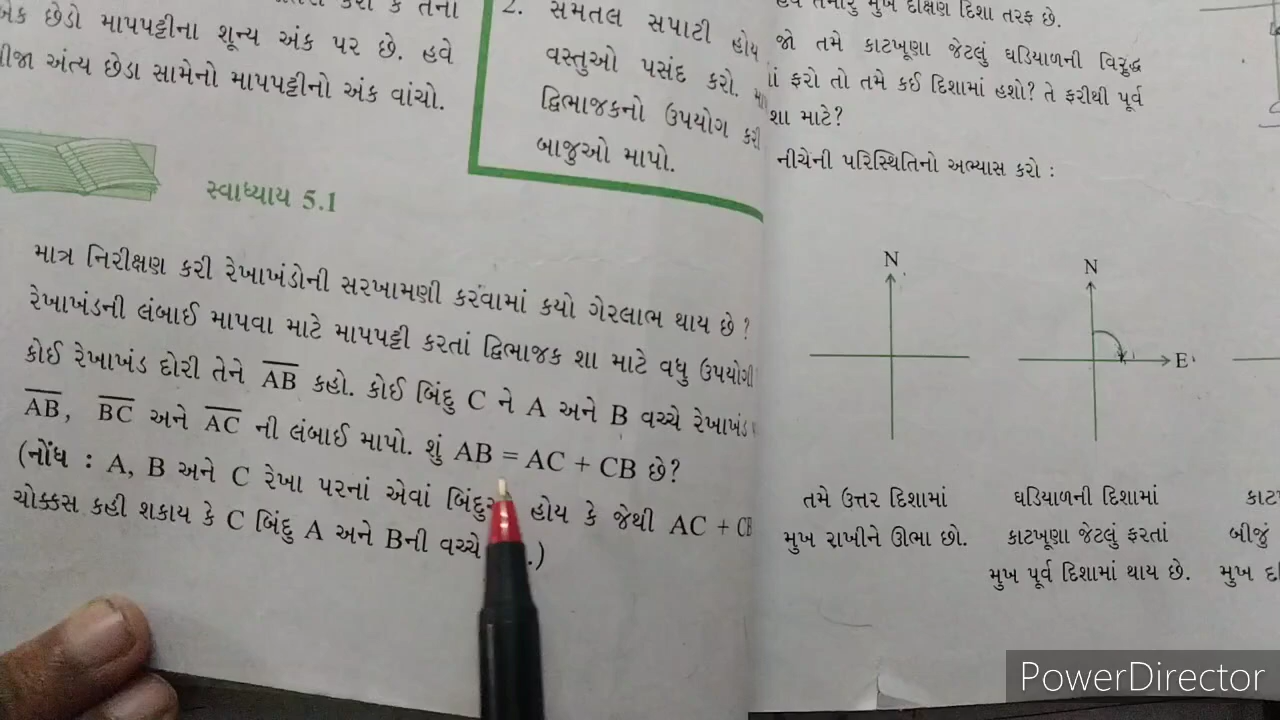 કરો કે તેના
છેડો માપપટ્ટીના શૂન્ય અંક પર છે. હવે
અંત્ય છેડા સામેનો માપપટ્ટીનો અંક વાંચો.
2. સમતલ સપાટી હોય
વસ્તુઓ પસંદ કરો.
દ્વિભાજકનો ઉપયોગ કરી
બાજુઓ માપો.
સ્વાધ્યાય 5.1
માત્ર નિરીક્ષણ કરી રેખાખંડોની સરખામણી કરવામાં કયો ગેરલાભ થાય છે?
રેખાખંડની લંબાઈ માપવા માટે માપપટ્ટી કરતાં દ્વિભાજક શા માટે વધુ ઉપયોગી
કોઈ રેખાખંડ દોરી તેને AB કહો. કોઈ બિંદુ C ને A અને B વચ્ચે રેખાખંડ
AB, BC અને AC ની લંબાઈ માપો. શું AB = AC + CB છે?
(નોંધ : A, B અને C રેખા પરનાં એવાં હોય કે જેથી AC + CB
ચોક્કસ કહી શકાય કે C બિંદુ A અને Bની વચ્ચે .)
તમારું મુખ દક્ષિણ દિશા તરફ છે.
જો તમે કાટખૂણા જેટલું ઘડિયાળની વિરુદ્ધ
ફરો તો તમે કઈ દિશામાં હશો? તે ફરીથી પૂર્વ
શા માટે?
નીચેની પરિસ્થિતિનો અભ્યાસ કરો :
N
N
E
તમે ઉત્તર દિશામાં
મુખ રાખીને ઊભા છો.
ઘડિયાળની દિશામાં
કાટખૂણા જેટલું ફરતાં
મુખ પૂર્વ દિશામાં થાય છે.
બીજું
મુખ
PowerDirector